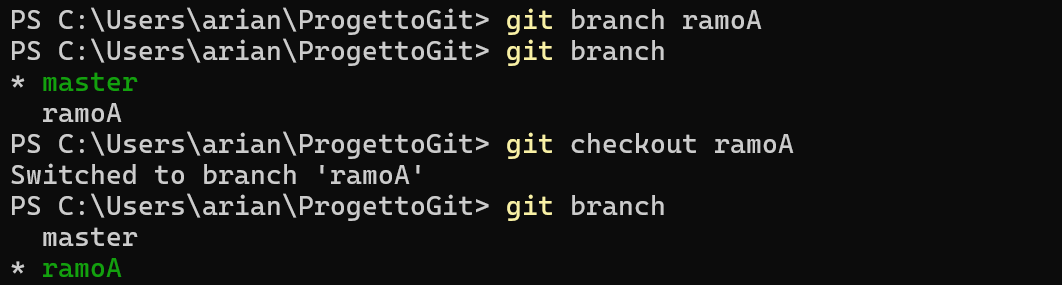 PS C:\Users\arian\ProgettoGit> git branch ramoA
PS C:\Users\arian\ProgettoGit> git branch
* master
  ramoA
PS C:\Users\arian\ProgettoGit> git checkout ramoA
Switched to branch 'ramoA'
PS C:\Users\arian\ProgettoGit> git branch
  master
* ramoA